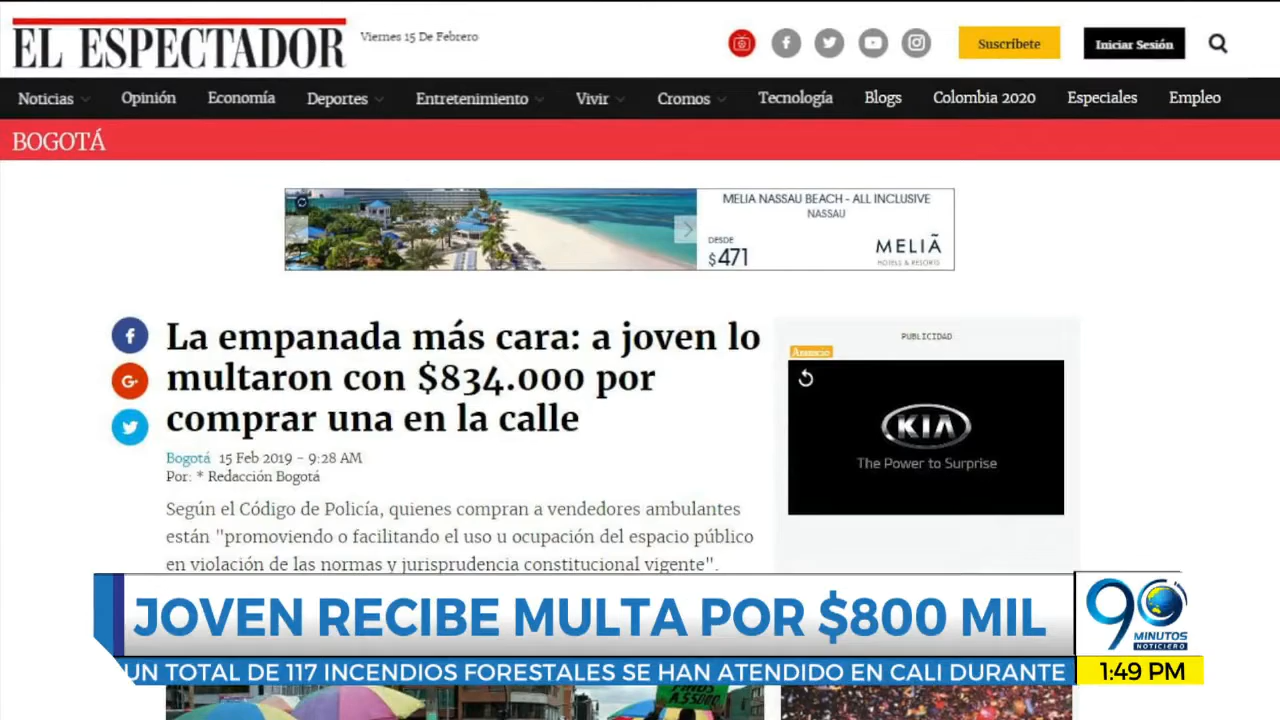 EL ESPECTADOR
Viernes 15 De Febrero
Suscríbete
Iniciar Sesión
Noticias
Opinión
Economía
Deportes
Entretenimiento
Vivir
Cromos
Tecnología
Blogs
Colombia 2020
Especiales
Empleo
BOGOTÁ
MELIA NASSAU BEACH - ALL INCLUSIVE
NASSAU
DESDE
$471
MELIÃ
HOTELS & RESORTS
La empanada más cara: a joven lo
multaron con $834.000 por
comprar una en la calle
Bogotá 15 Feb 2019 - 9:28 AM
Por: * Redacción Bogotá
Según el Código de Policía, quienes compran a vendedores ambulantes
están "promoviendo o facilitando el uso u ocupación del espacio público
en violación de las normas y jurisprudencia constitucional vigente".
PUBLICIDAD
Anuncio
KIA
The Power to Surprise
JOVEN RECIBE MULTA POR $800 MIL
90
MINUTOS
NOTICIERO
UN TOTAL DE 117 INCENDIOS FORESTALES SE HAN ATENDIDO EN CALI DURANTE
1:49 PM